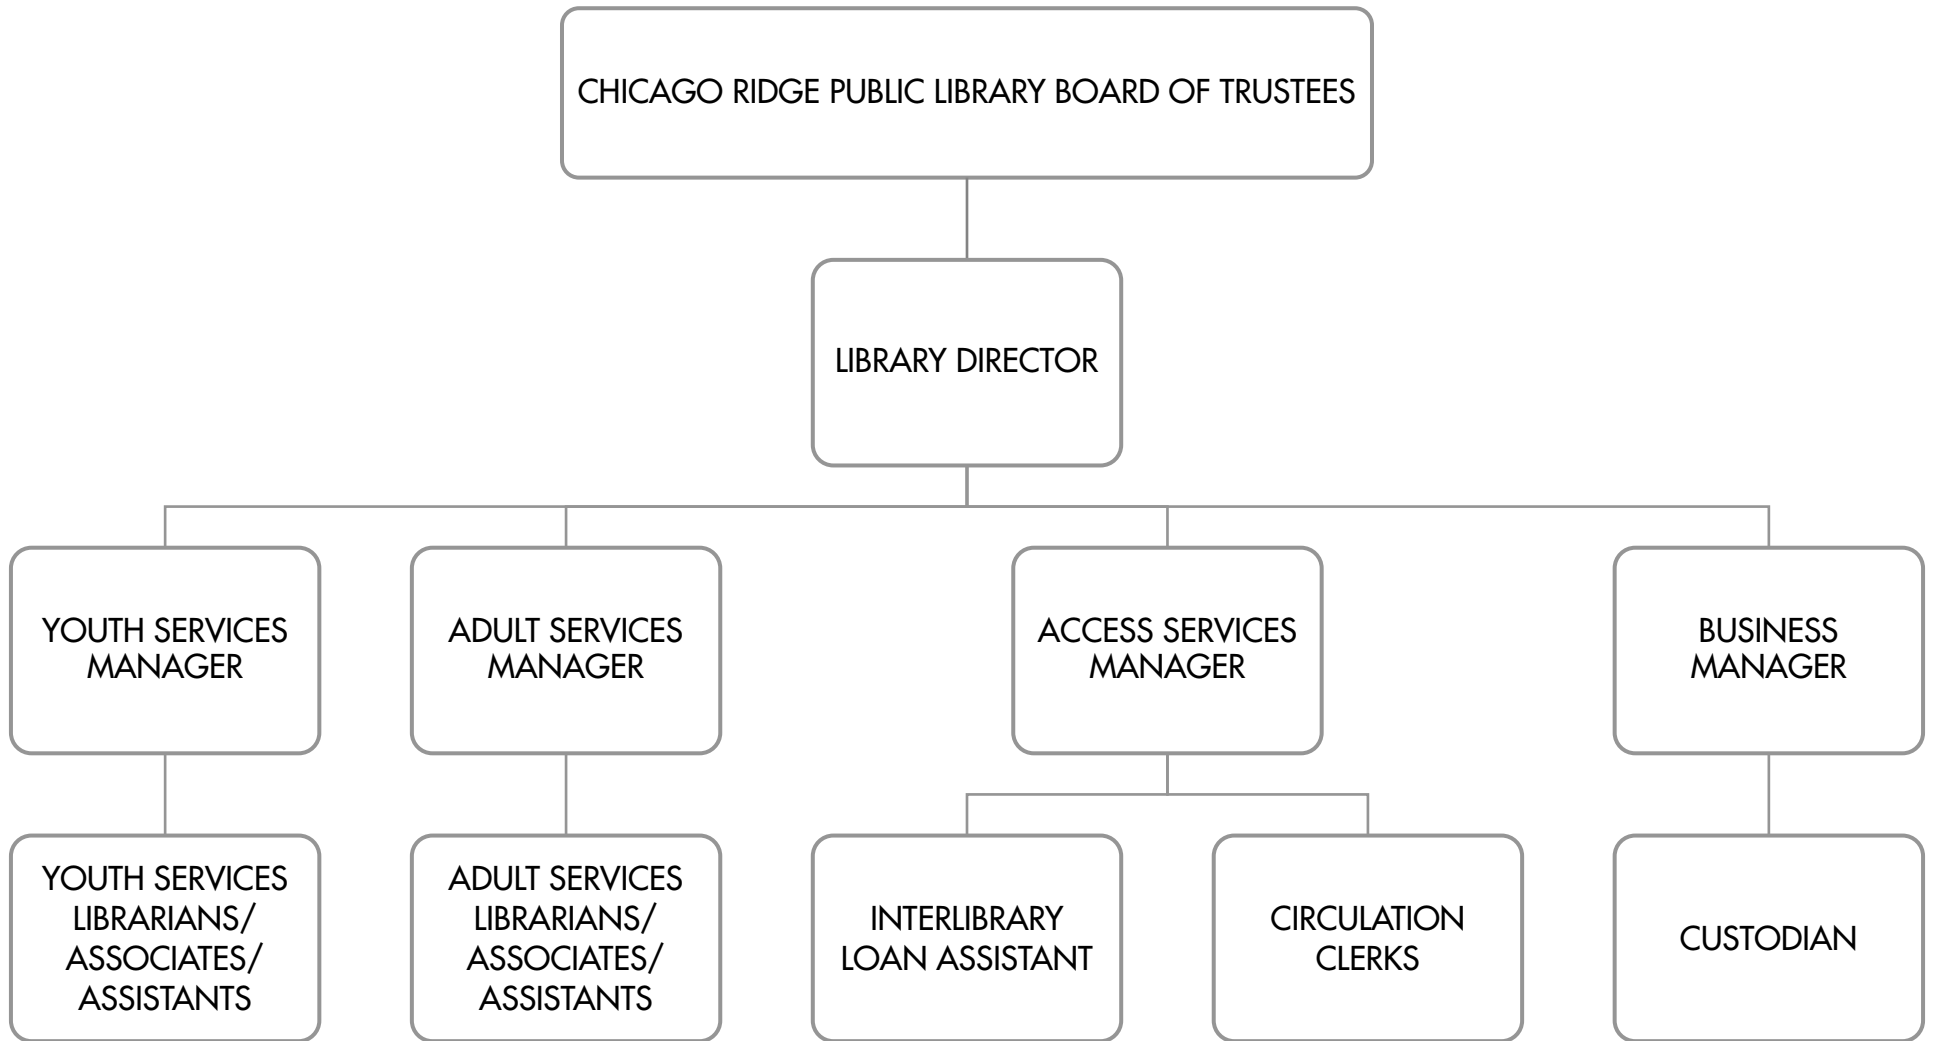 CHICAGO RIDGE PUBLIC LIBRARY BOARD OF TRUSTEES
LIBRARY DIRECTOR
YOUTH SERVICES
MANAGER
ADULT SERVICES
MANAGER
ACCESS SERVICES
MANAGER
BUSINESS
MANAGER
YOUTH SERVICES
LIBRARIANS/
ASSOCIATES/
ASSISTANTS
ADULT SERVICES
LIBRARIANS/
ASSOCIATES/
ASSISTANTS
INTERLIBRARY
LOAN ASSISTANT
CIRCULATION
CLERKS
CUSTODIAN